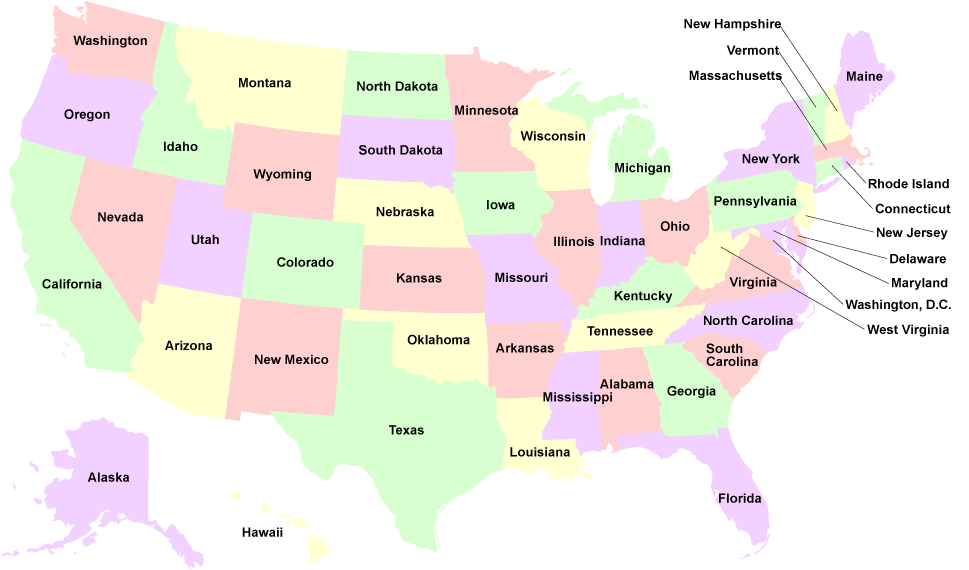 New Hampshire
Washington
Vermont
Massachusetts
Maine
Montana
North Dakota
Minnesota
Oregon
Wisconsin
Idaho
South Dakota
New York
Michigan
Wyoming
Rhode Island
Pennsylvania
Iowa
Nebraska
Connecticut
Nevada
Ohio
New Jersey
Utah
Illinois
Indiana
Colorado
Delaware
Kansas
Missouri
California
Virginia
Maryland
Kentucky
Washington, D.C.
North Carolina
West Virginia
Tennessee
Oklahoma
Arizona
Arkansas
South
Carolina
New Mexico
Alabama
Georgia
Mississippi
Texas
Louisiana
Alaska
Florida
Hawaii